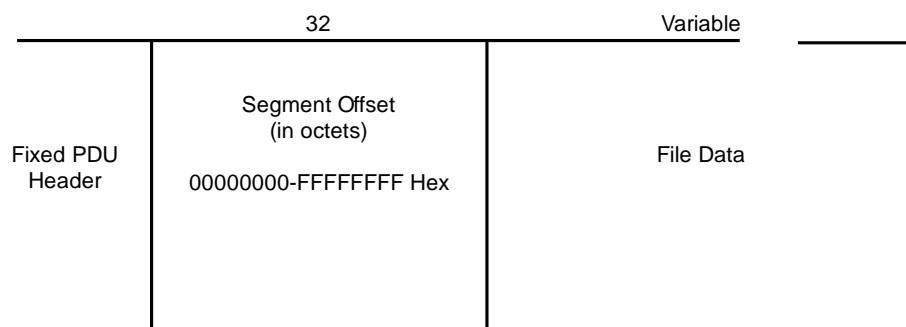 32
Variable
Segment Offset
(in octets)
Fixed PDU
Header
00000000-FFFFFFFF Hex
File Data